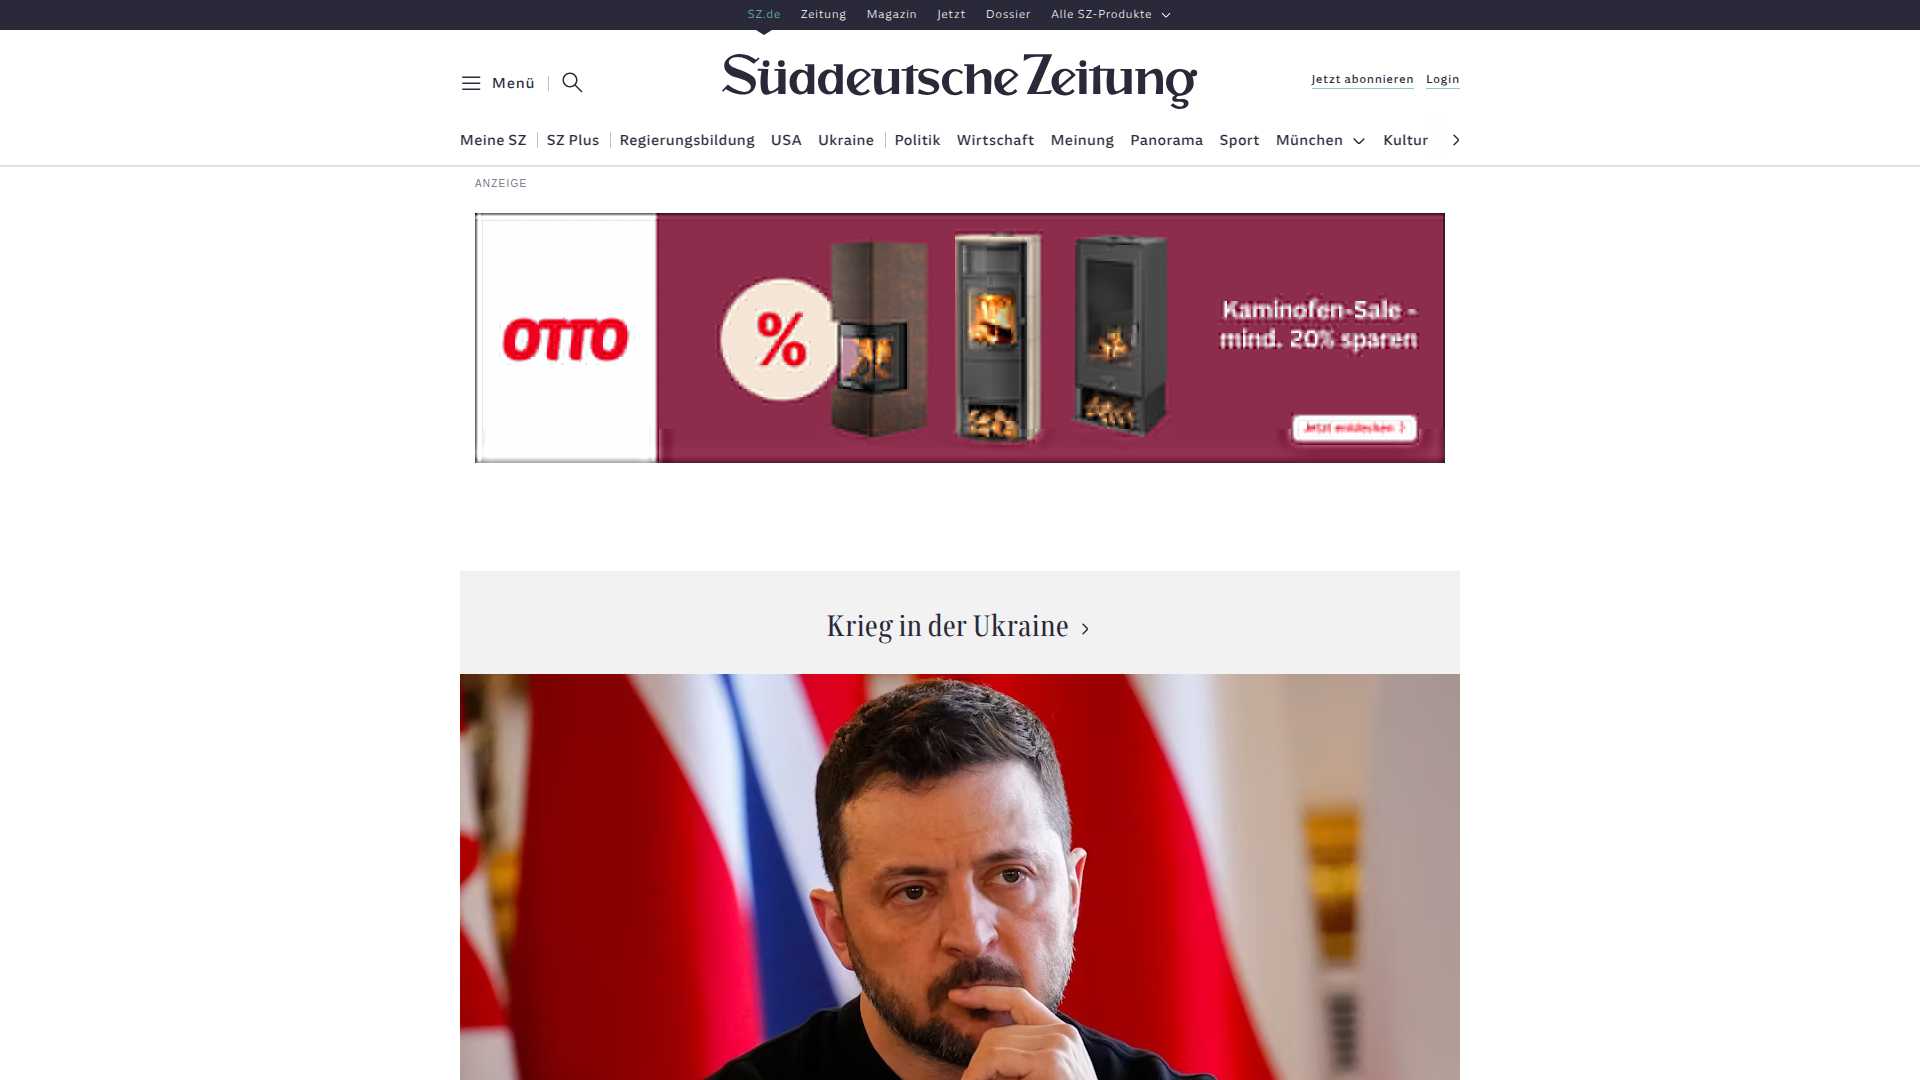 SZ.de Zeitung Magazin Jetzt Dossier Alle SZ-Produkte
Menü
Süddeutsche Zeitung
Jetzt abonnieren Login
Meine SZ SZ Plus Regierungsbildung USA Ukraine Politik Wirtschaft Meinung Panorama Sport München Kultur
ANZEIGE
OTTO
%
Kaminofen-Sale -
mind. 20% sparen
Jetzt entdecken
Krieg in der Ukraine